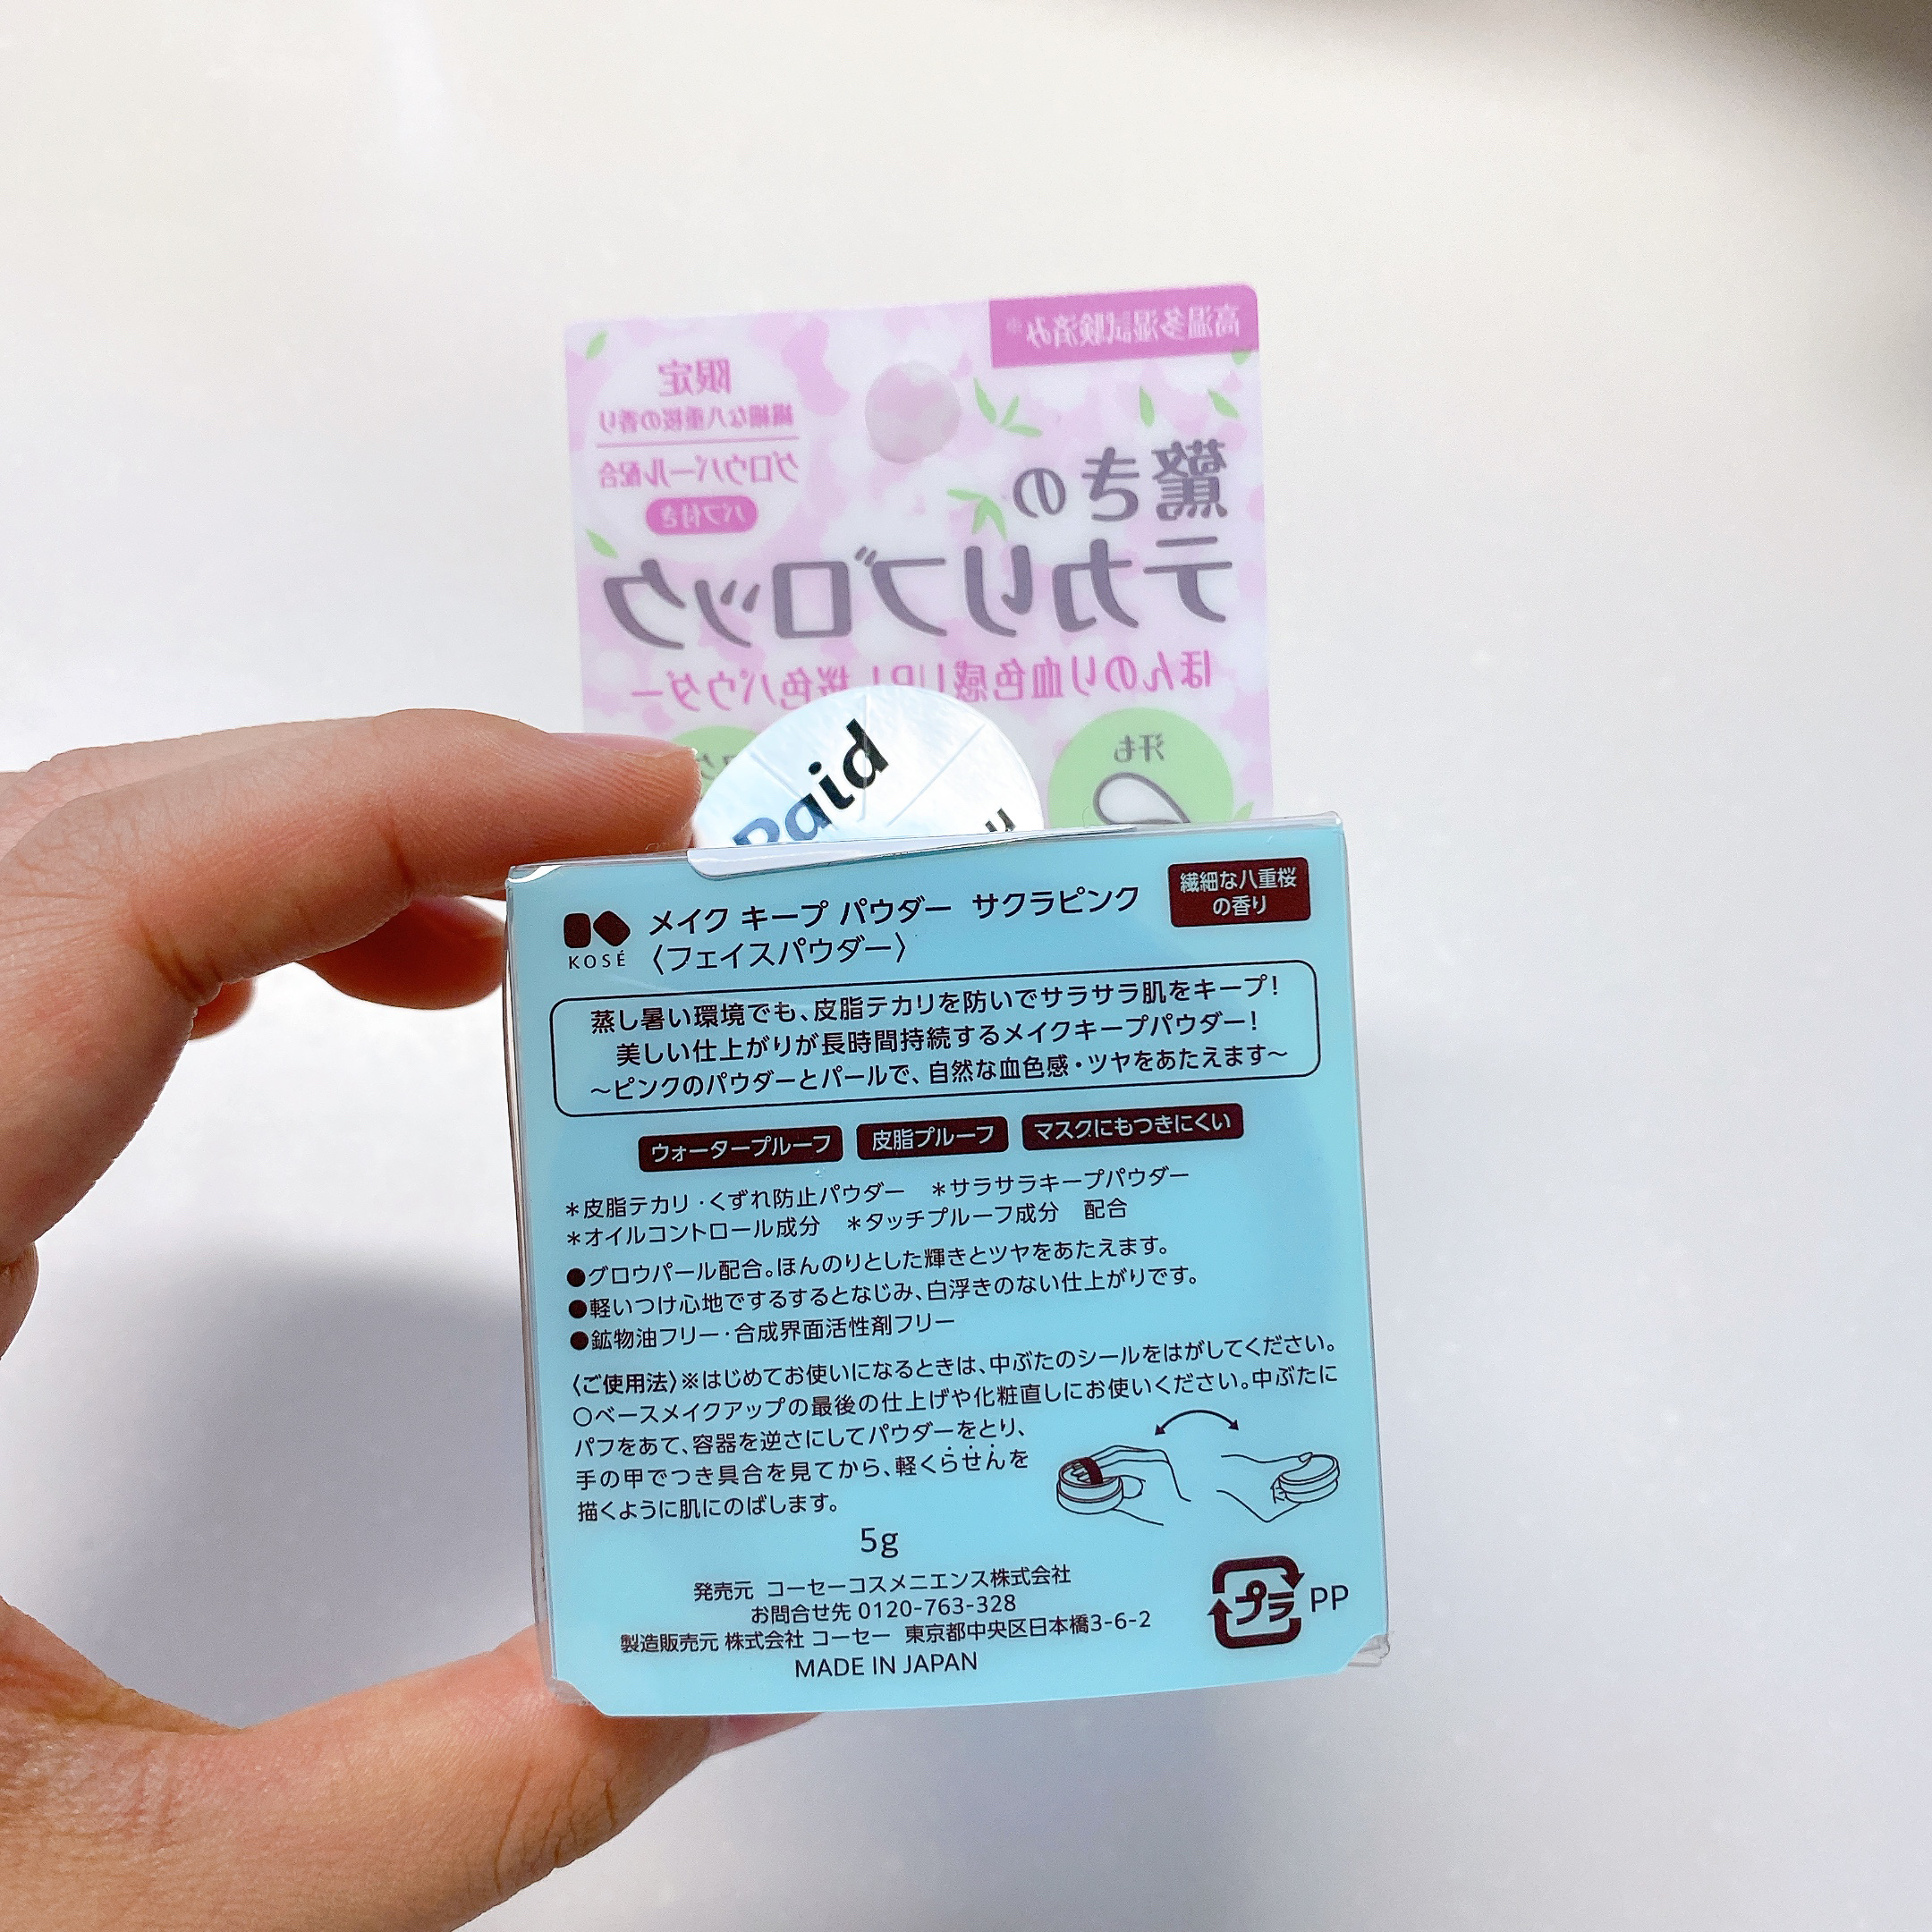 高温多湿試験済み※
限定
繊細な八重桜の香り
グロウパール配合
パフ付き
驚きの
テカリブロック
ほんのり血色感UP! 桜色パウダー
汗も
Paid
KOSÉ
メイク キープ パウダー サクラピンク
〈フェイスパウダー〉
繊細な八重桜
の香り
蒸し暑い環境でも、皮脂テカリを防いでサラサラ肌をキープ!
美しい仕上がりが長時間持続するメイクキープパウダー!
～ピンクのパウダーとパールで、自然な血色感・ツヤをあたえます～
ウォータープルーフ 皮脂プルーフ マスクにもつきにくい
＊皮脂テカリ・くずれ防止パウダー ＊サラサラキープパウダー
＊オイルコントロール成分 ＊タッチプルーフ成分 配合
●グロウパール配合。ほんのりとした輝きとツヤをあたえます。
●軽いつけ心地でするするとなじみ、白浮きのない仕上がりです。
●鉱物油フリー・合成界面活性剤フリー
〈ご使用法〉※はじめてお使いになるときは、中ぶたのシールをはがしてください。
○ベースメイクアップの最後の仕上げや化粧直しにお使いください。中ぶたに
パフをあて、容器を逆さにしてパウダーをとり、
手の甲でつき具合を見てから、軽くらせんを
描くように肌にのばします。
5g
発売元 コーセーコスメニエンス株式会社
お問合せ先 0120-763-328
製造販売元 株式会社 コーセー 東京都中央区日本橋3-6-2
MADE IN JAPAN
プラ PP